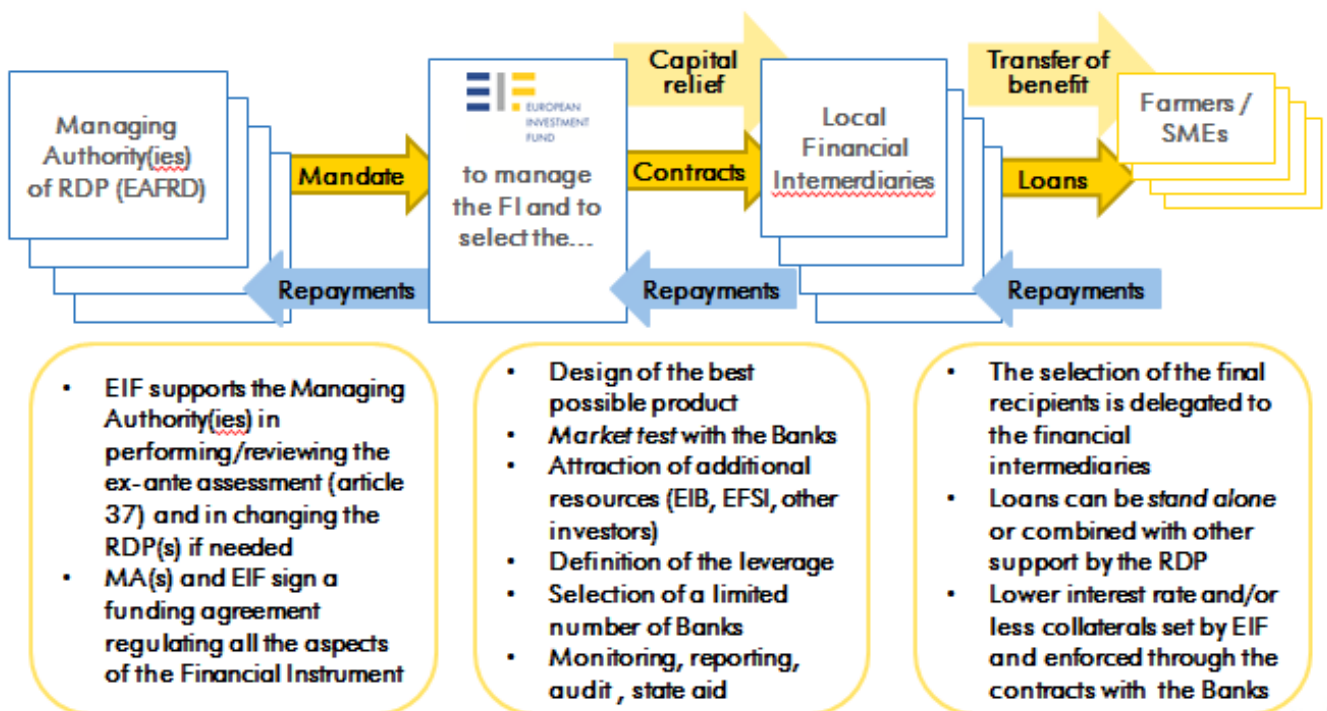 Managing
Authority(ies)
of RDP (EAFRD)
Mandate
EIF
EUROPEAN
INVESTMENT
FUND
to manage
the FI and to
select the...
Capital
relief
Contracts
Local
Financial
Intemerdiaries
Transfer of
benefit
Loans
Farmers /
SMEs
Repayments
Repayments
Repayments
• EIF supports the Managing
Authority(ies) in
performing/reviewing the
ex-ante assessment (article
37) and in changing the
RDP(s) if needed
• MA(s) and EIF sign a
funding agreement
regulating all the aspects
of the Financial Instrument
• Design of the best
possible product
• Market test with the Banks
• Attraction of additional
resources (EIB, EFSI, other
investors)
• Definition of the leverage
• Selection of a limited
number of Banks
• Monitoring, reporting,
audit , state aid
• The selection of the final
recipients is delegated to
the financial
intermediaries
• Loans can be stand alone
or combined with other
support by the RDP
• Lower interest rate and/or
less collaterals set by EIF
and enforced through the
contracts with the Banks